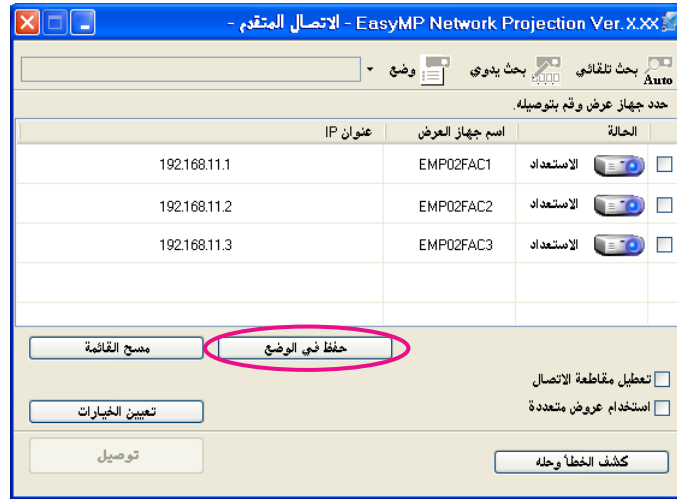 EasyMP Network Projection Ver.X.XX - الاتصال المتقدم -
Auto بحث تلقائي بحث يدوي وضع
حدد جهاز عرض وقم بتوصيله.
الحالة اسم جهاز العرض عنوان IP
الاستعداد EMP02FAC1 192.168.11.1
الاستعداد EMP02FAC2 192.168.11.2
الاستعداد EMP02FAC3 192.168.11.3
حفظ في الوضع مسح القائمة
تعطيل مقاطعة الاتصال
استخدام عروض متعددة تعيين الخيارات
كشف الخطأ وحله توصيل